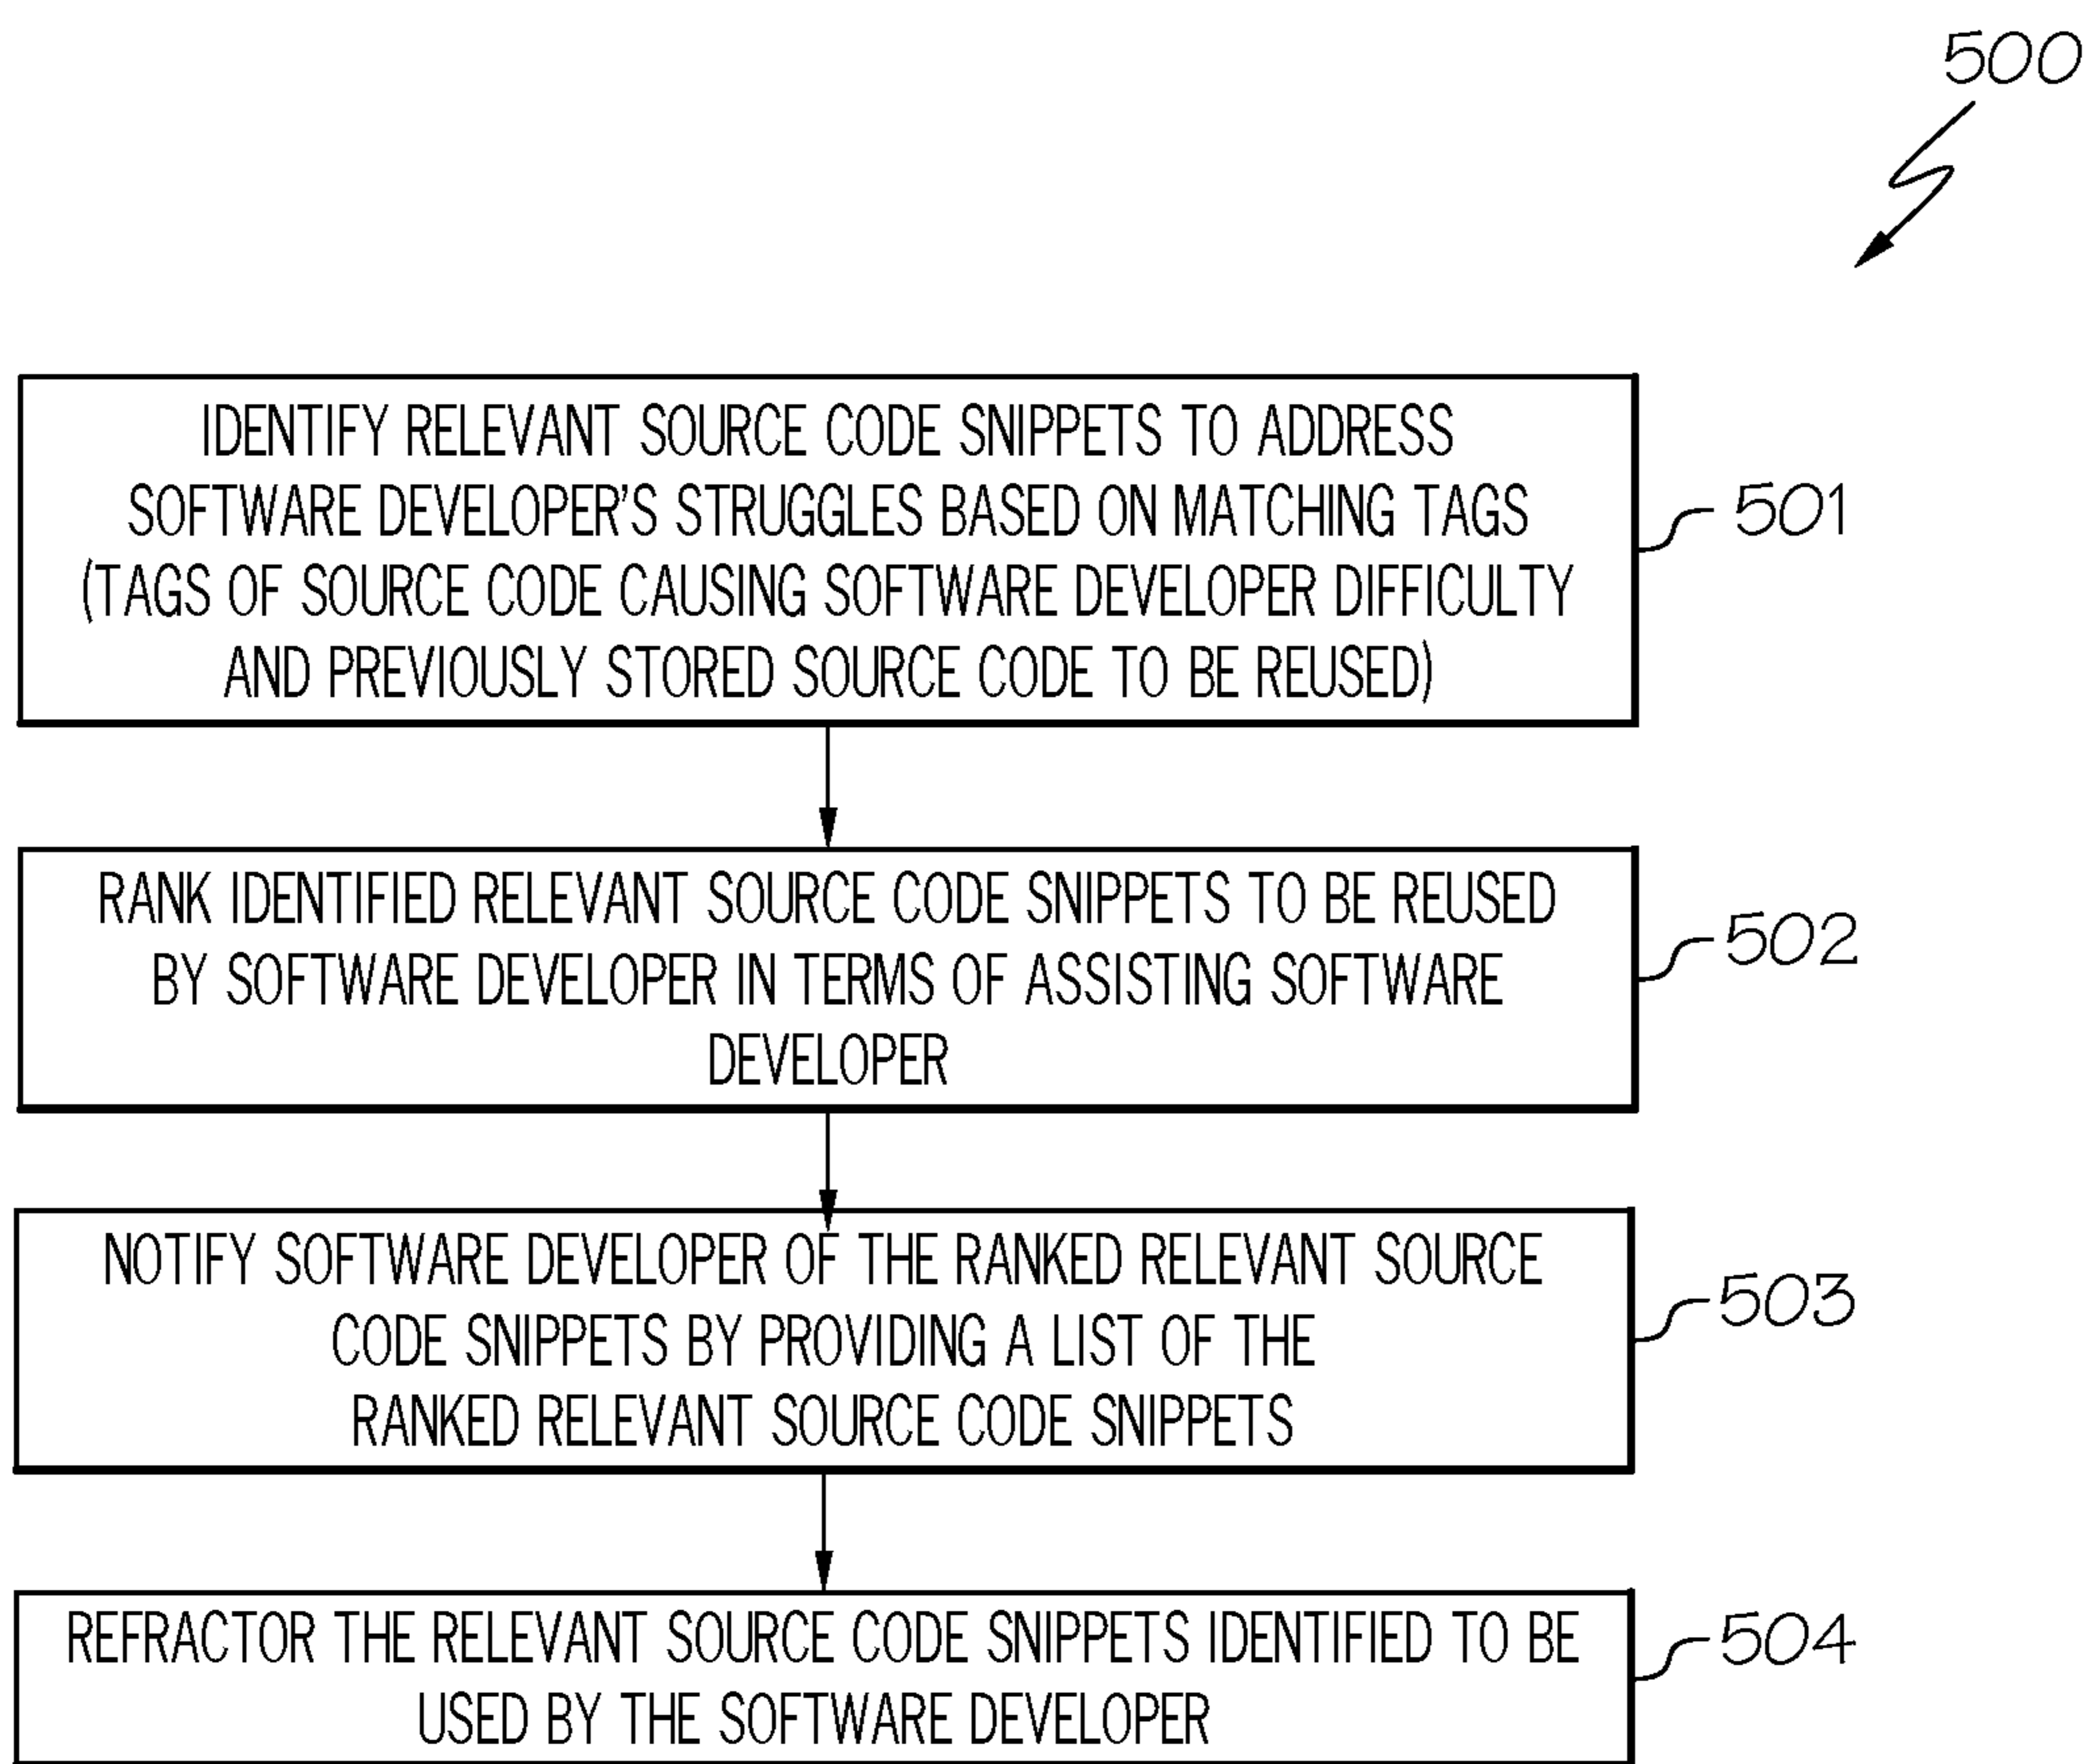 500
IDENTIFY RELEVANT SOURCE CODE SNIPPETS TO ADDRESS
SOFTWARE DEVELOPER'S STRUGGLES BASED ON MATCHING TAGS
(TAGS OF SOURCE CODE CAUSING SOFTWARE DEVELOPER DIFFICULTY
AND PREVIOUSLY STORED SOURCE CODE TO BE REUSED)
501
RANK IDENTIFIED RELEVANT SOURCE CODE SNIPPETS TO BE REUSED
BY SOFTWARE DEVELOPER IN TERMS OF ASSISTING SOFTWARE
DEVELOPER
502
NOTIFY SOFTWARE DEVELOPER OF THE RANKED RELEVANT SOURCE
CODE SNIPPETS BY PROVIDING A LIST OF THE
RANKED RELEVANT SOURCE CODE SNIPPETS
503
REFRACTOR THE RELEVANT SOURCE CODE SNIPPETS IDENTIFIED TO BE
USED BY THE SOFTWARE DEVELOPER
504